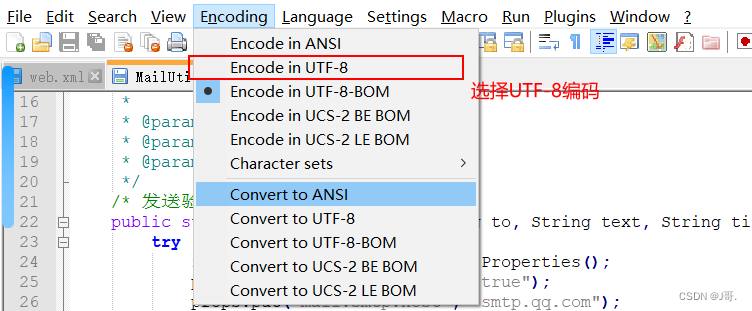 File Edit Search View Encoding Language Settings Macro Run Plugins Window ?
web.xml MailUti
Encode in ANSI
Encode in UTF-8
Encode in UTF-8-BOM
选择UTF-8编码
Encode in UCS-2 BE BOM
Encode in UCS-2 LE BOM
Character sets
Convert to ANSI
Convert to UTF-8
Convert to UTF-8-BOM
Convert to UCS-2 BE BOM
Convert to UCS-2 LE BOM
16 *
17 * @param
18 * @param
19 * @param
20 */
21 /* 发送验
22 public st g to, String text, String ti
23 try
24 Properties();
25 true");
26 props.put("mail.smtp.host", "smtp.qq.com");
CSDN @J哥.